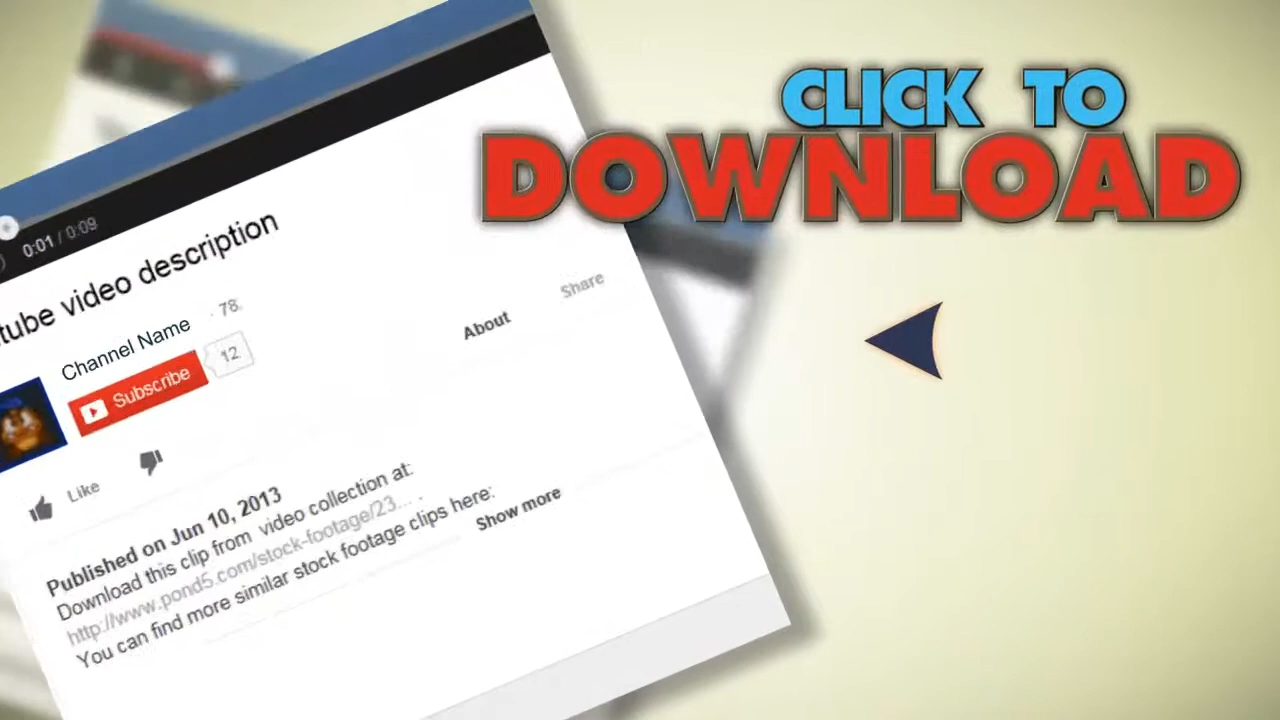 CLICK TO
DOWNLOAD
0:01 / 0:09
tube video description
Channel Name
78
Subscribe
12
About
Share
Like
Published on Jun 10, 2013
Download this clip from video collection at:
http://www.pond5.com/stock-footage/23...
You can find more similar stock footage clips here:
Show more